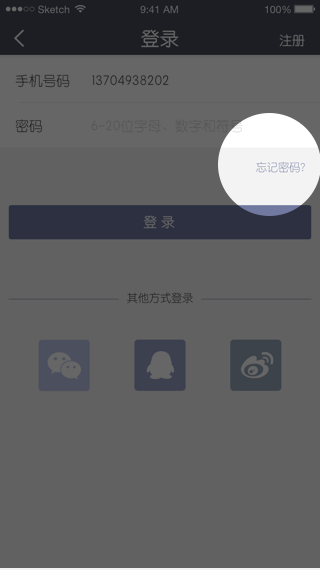 Sketch 9:41 AM 100%
登录 注册
手机号码 13704938202
密码 6-20位字母、数字和符号
忘记密码?
登 录
其他方式登录